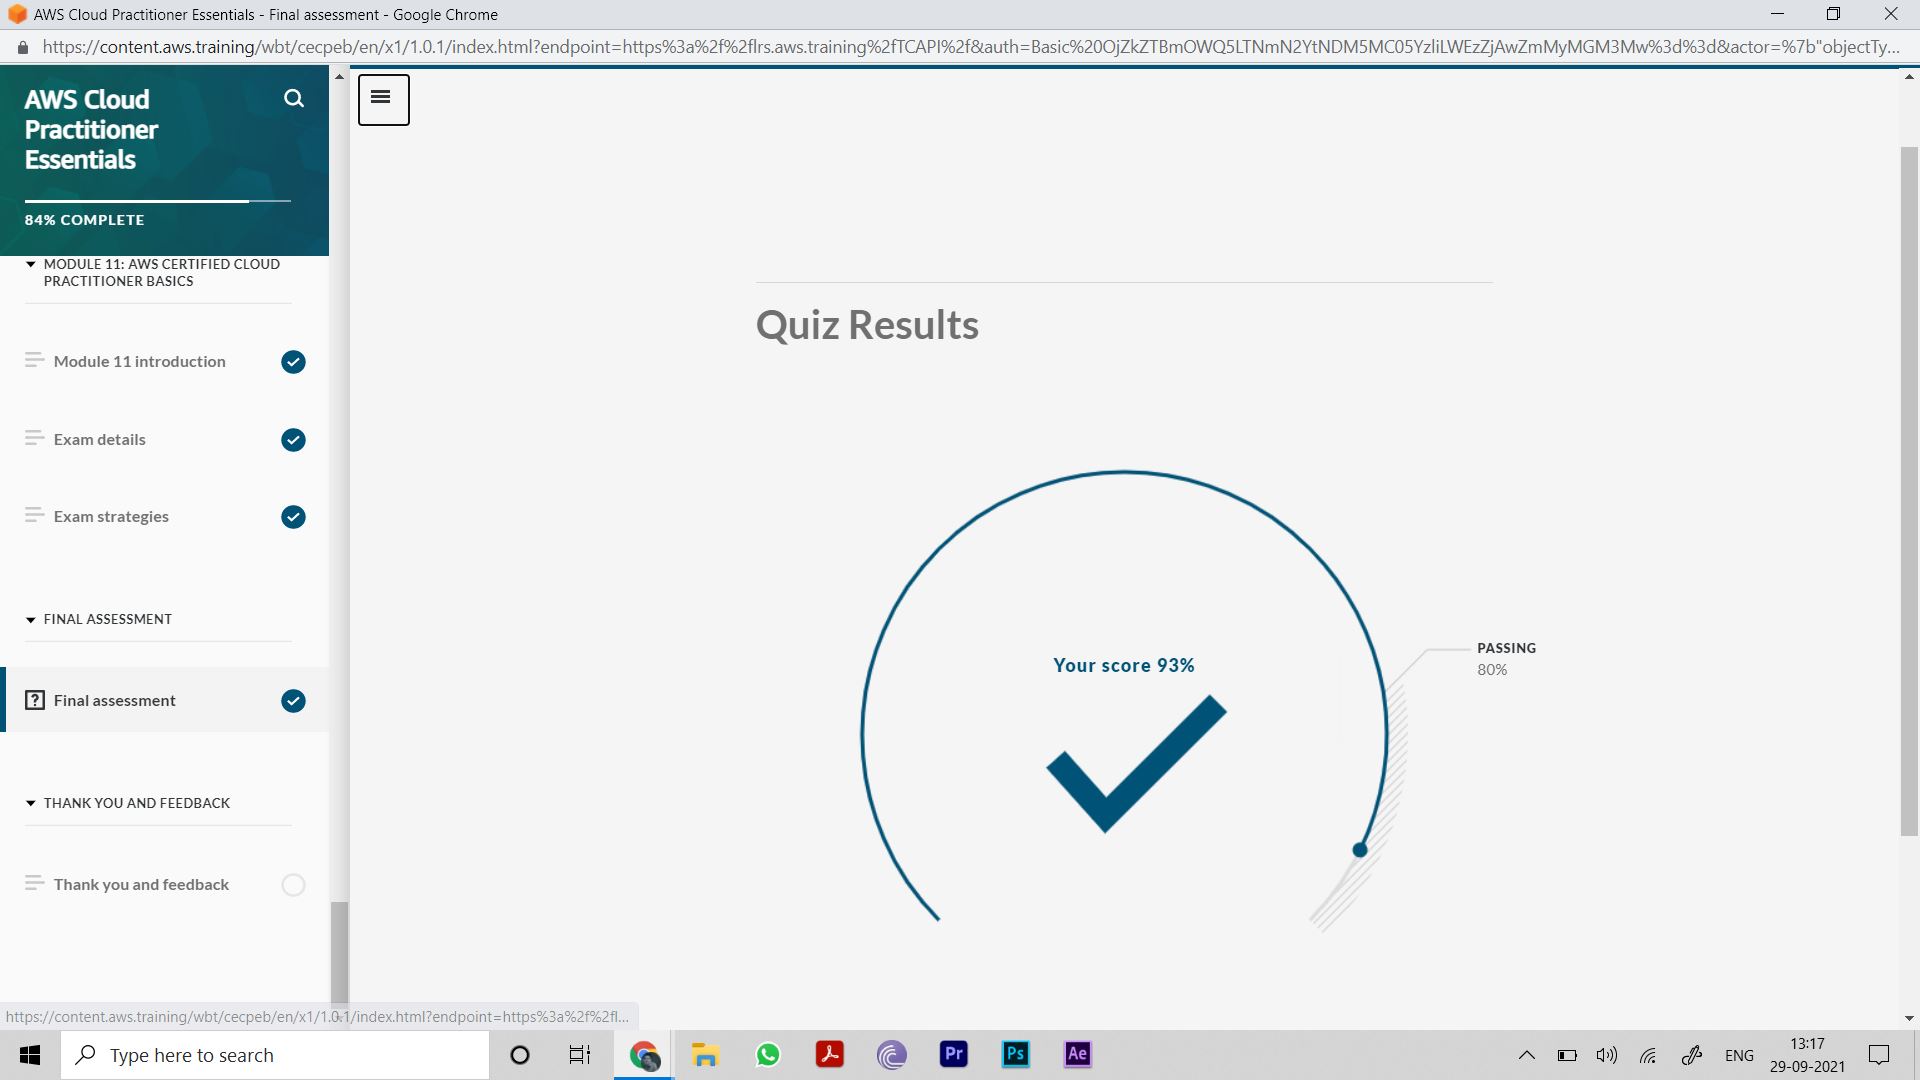 AWS Cloud Practitioner Essentials - Final assessment - Google Chrome
https://content.aws.training/wbt/cecpeb/en/x1/1.0.1/index.html?endpoint=https%3a%2f%2flrs.aws.training%2fTCAPI%2f&auth=Basic%20OjZkZTBmOWQ5LTNmN2YtNDM5MC05YzliLWEzZjAwZmMyMGM3Mw%3d%3d&actor=%7b"objectTy...
AWS Cloud
Practitioner
Essentials
84% COMPLETE
MODULE 11: AWS CERTIFIED CLOUD
PRACTITIONER BASICS
Module 11 introduction
Exam details
Exam strategies
FINAL ASSESSMENT
Final assessment
THANK YOU AND FEEDBACK
Thank you and feedback
Quiz Results
Your score 93%
PASSING
80%
https://content.aws.training/wbt/cecpeb/en/x1/1.0.1/index.html?endpoint=https%3a%2f%2fl...
Type here to search
Pr
Ps
Ae
ENG
13:17
29-09-2021